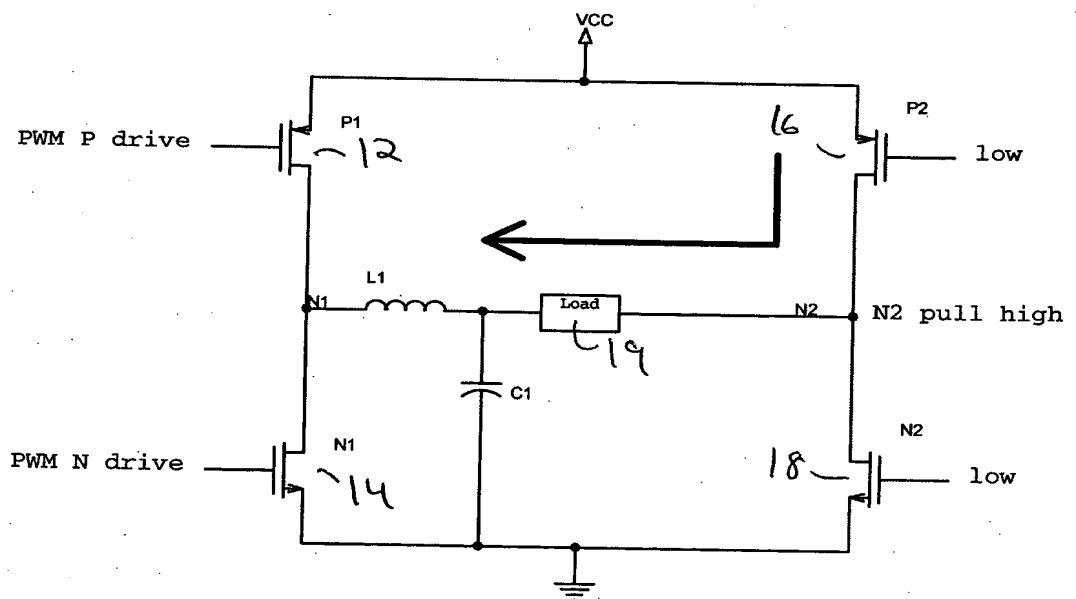 VCC
P1
16
P2
PWM P drive
12
low
L1
N1
Load
N2
N2 pull high
19
C1
N1
N2
PWM N drive
14
18
low